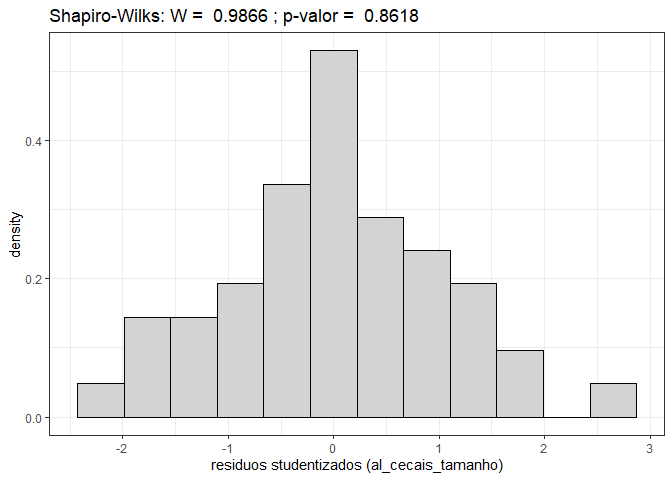 Shapiro-Wilks: W =  0.9866 ; p-valor =  0.8618
density
0.4
0.2
0.0
-2 -1 0 1 2 3
residuos studentizados (al_cecais_tamanho)